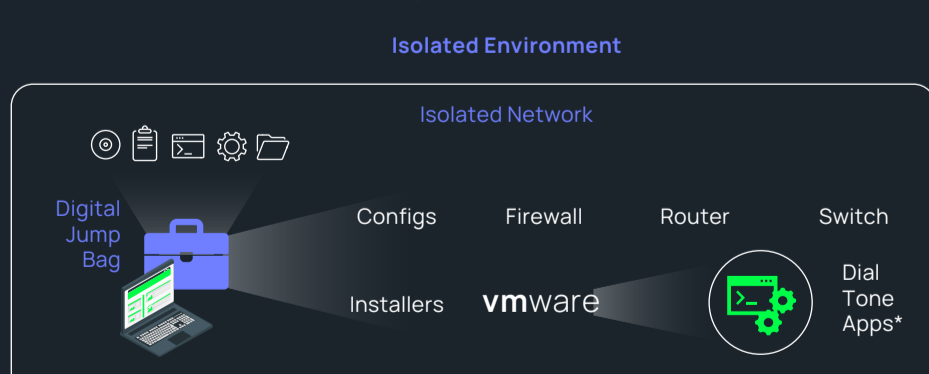 Isolated Environment
Isolated Network
Digital
Jump
Bag
Configs
Firewall
Router
Switch
Installers
vmware
Dial
Tone
Apps*